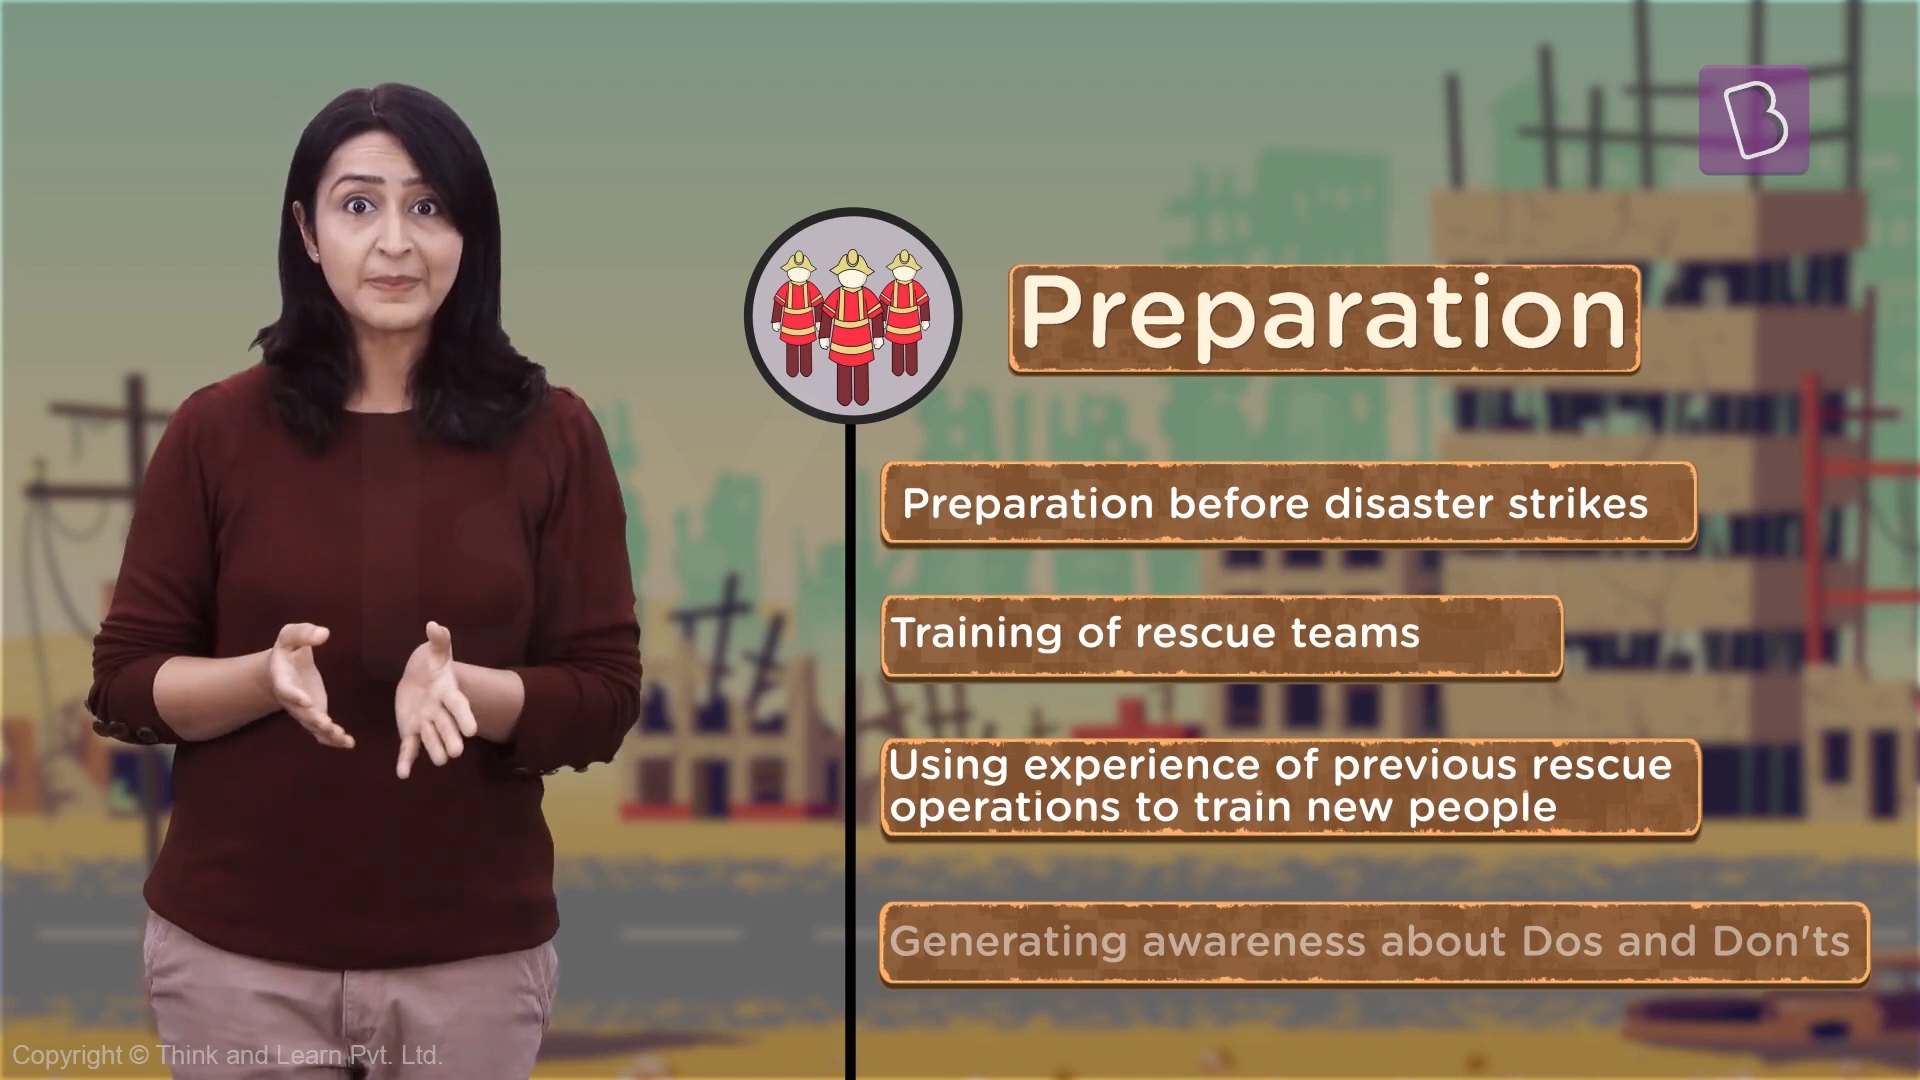 B
Preparation
Preparation before disaster strikes
Training of rescue teams
Using experience of previous rescue
operations to train new people
Generating awareness about Dos and Don'ts
Copyright © Think and Learn Pvt. Ltd.